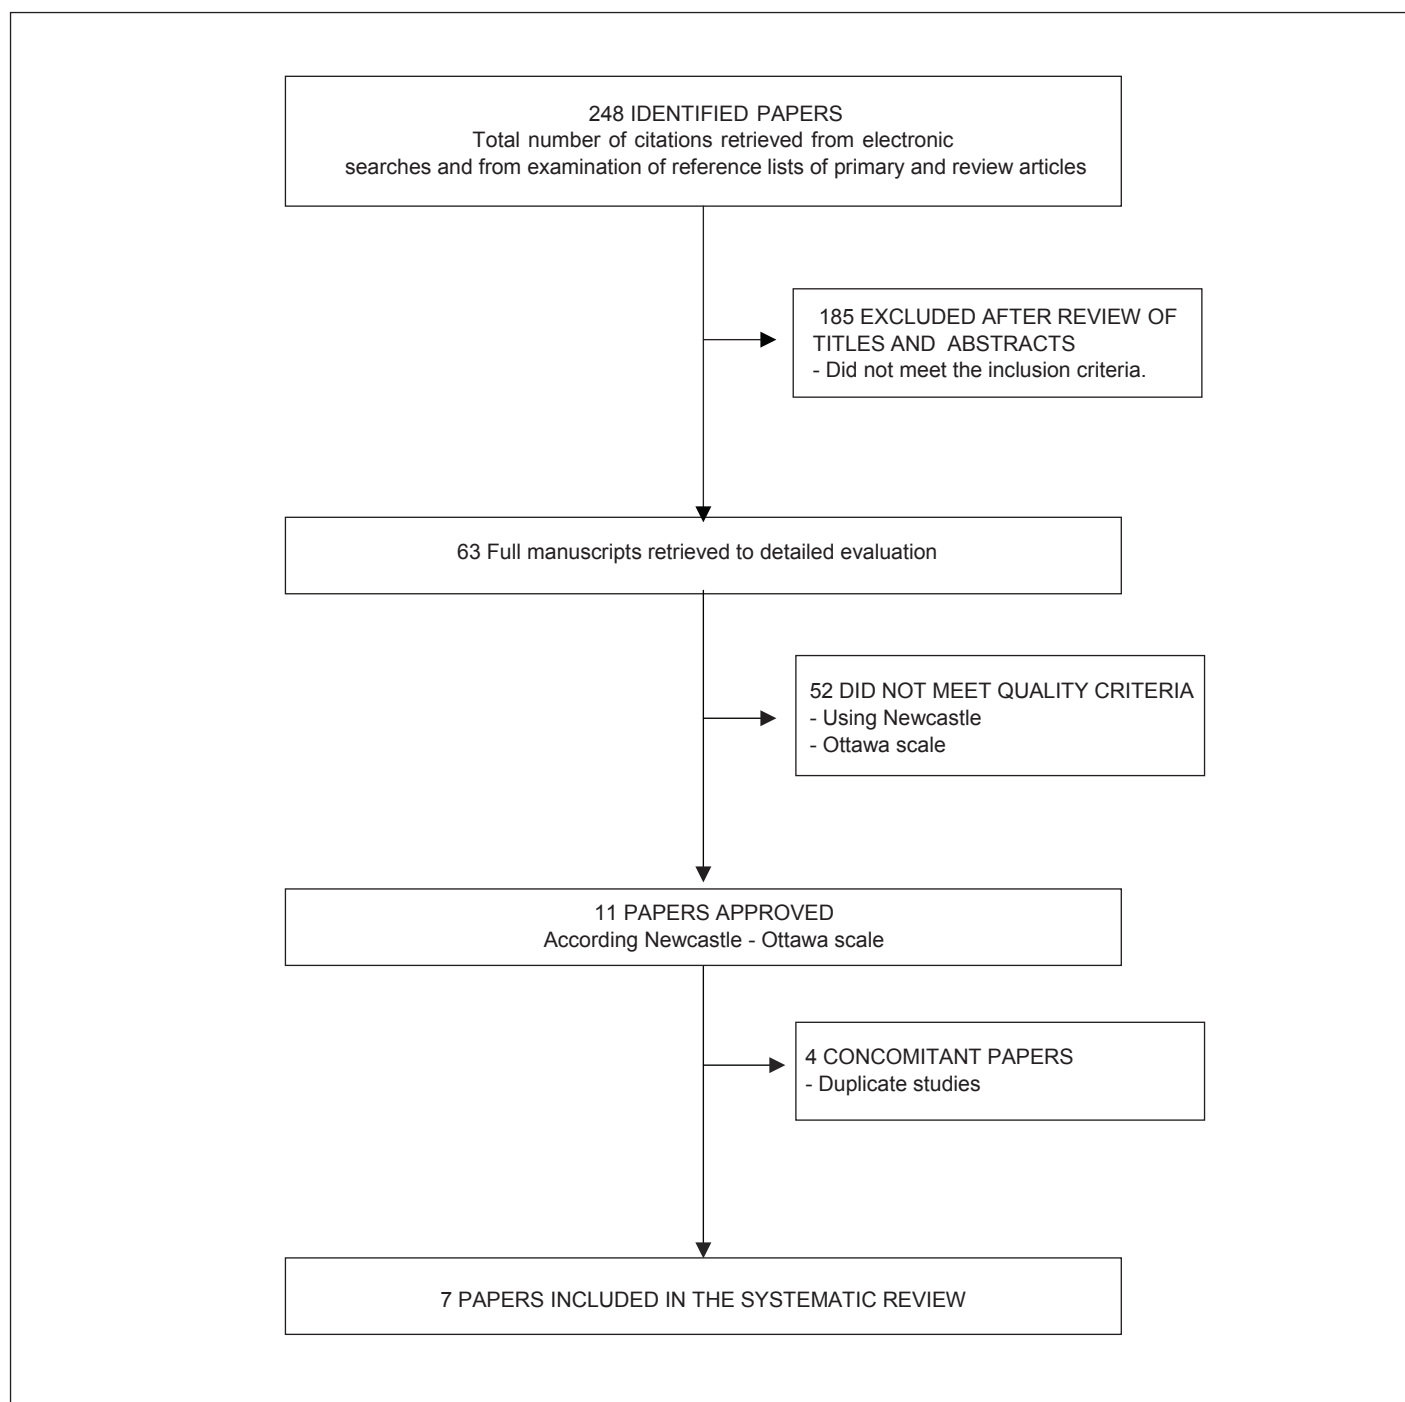 248 IDENTIFIED PAPERS
Total number of citations retrieved from electronic
searches and from examination of reference lists of primary and review articles
185 EXCLUDED AFTER REVIEW OF
TITLES AND ABSTRACTS
- Did not meet the inclusion criteria.
63 Full manuscripts retrieved to detailed evaluation
52 DID NOT MEET QUALITY CRITERIA
- Using Newcastle
- Ottawa scale
11 PAPERS APPROVED
According Newcastle - Ottawa scale
4 CONCOMITANT PAPERS
- Duplicate studies
7 PAPERS INCLUDED IN THE SYSTEMATIC REVIEW